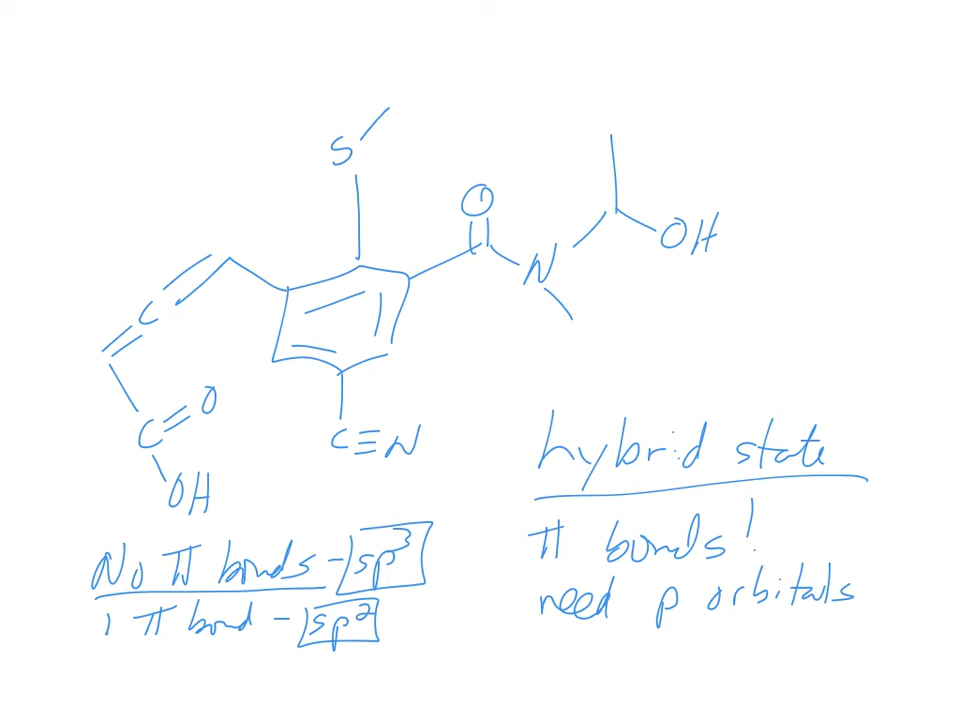 S
O
N
OH
C
C
O
OH
C≡N
hybrid state
π bonds!
need p orbitals
No π bonds - sp³
1 π bond - sp²